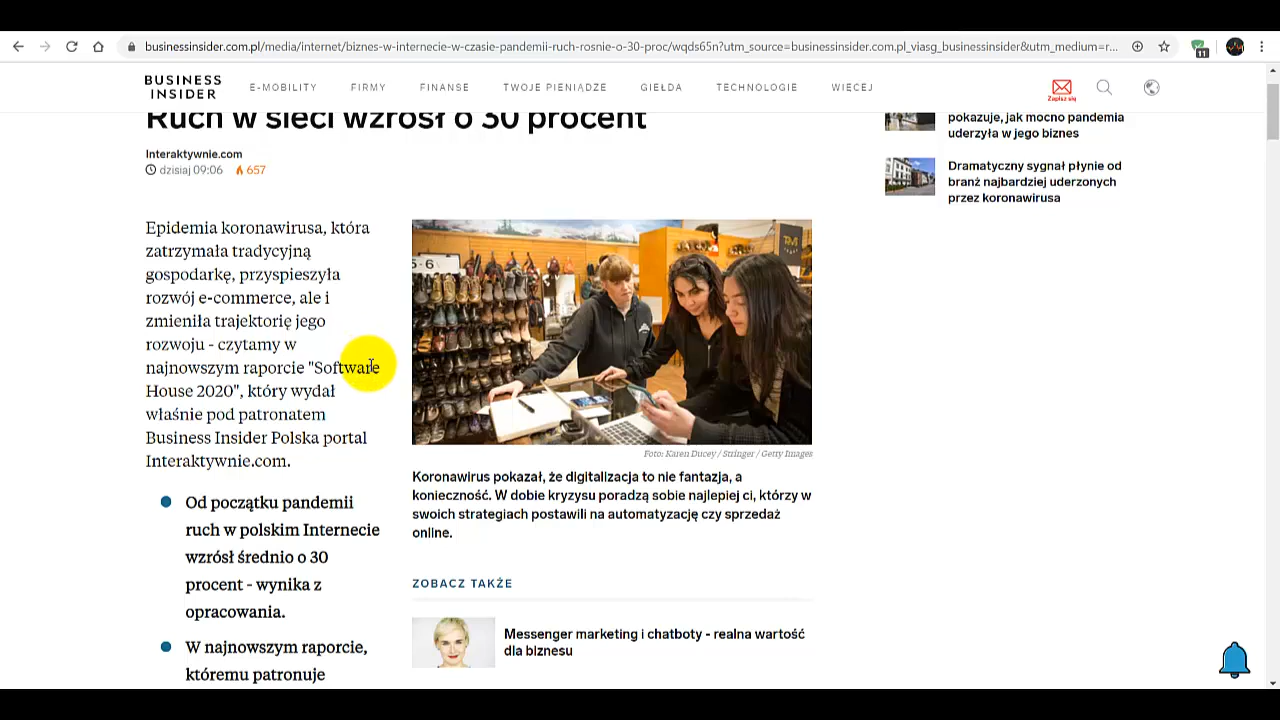 businessinsider.com.pl/media/internet/biznes-w-internecie-w-czasie-pandemii-ruch-rosnie-o-30-proc/wqds65n?utm_source=businessinsider.com.pl_viasg_businessinsider&utm_medium=r...
11
BUSINESS
INSIDER
E-MOBILITY
FIRMY
FINANSE
TWOJE PIENIĄDZE
GIEŁDA
TECHNOLOGIE
WIĘCEJ
Zapisz się
Ruch w sieci wzrósł o 30 procent
Interaktywnie.com
dzisiaj 09:06 657
pokazuje, jak mocno pandemia
uderzyła w jego biznes
Dramatyczny sygnał płynie od
branż najbardziej uderzonych
przez koronawirusa
Epidemia koronawirusa, która
zatrzymała tradycyjną
gospodarkę, przyspieszyła
rozwój e-commerce, ale i
zmieniła trajektorię jego
rozwoju - czytamy w
najnowszym raporcie "Software
House 2020", który wydał
właśnie pod patronatem
Business Insider Polska portal
Interaktywnie.com.
Od początku pandemii
ruch w polskim Internecie
wzrósł średnio o 30
procent - wynika z
opracowania.
W najnowszym raporcie,
któremu patronuje
5-6
Foto: Karen Ducey / Stringer / Getty Images
Koronawirus pokazał, że digitalizacja to nie fantazja, a
konieczność. W dobie kryzysu poradzą sobie najlepiej ci, którzy w
swoich strategiach postawili na automatyzację czy sprzedaż
online.
ZOBACZ TAKŻE
Messenger marketing i chatboty - realna wartość
dla biznesu